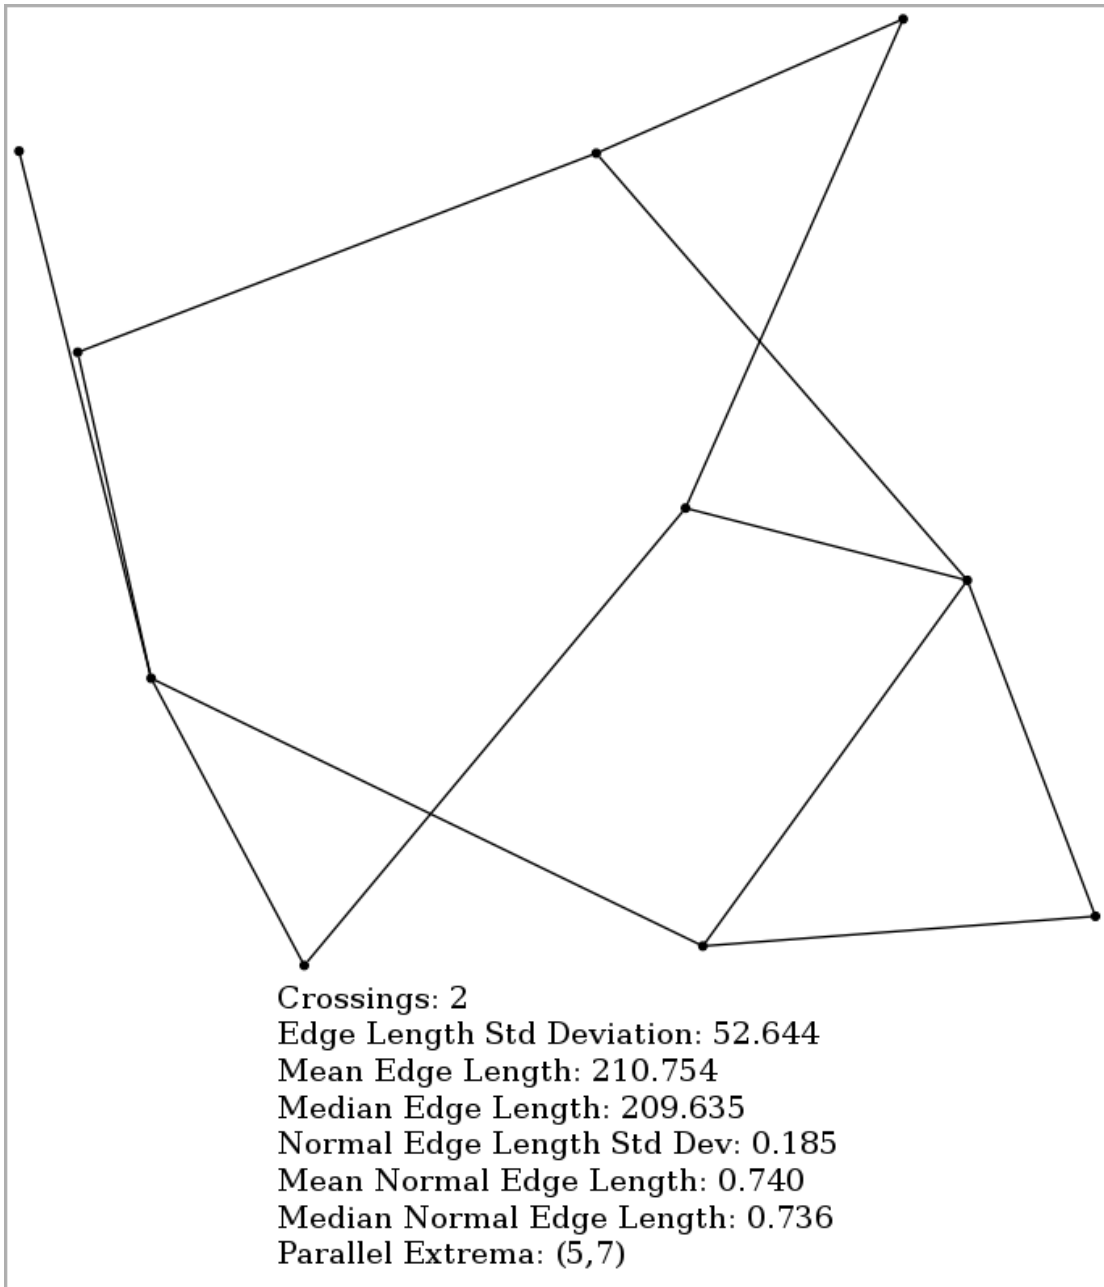 Crossings: 2
Edge Length Std Deviation: 52.644
Mean Edge Length: 210.754
Median Edge Length: 209.635
Normal Edge Length Std Dev: 0.185
Mean Normal Edge Length: 0.740
Median Normal Edge Length: 0.736
Parallel Extrema: (5,7)